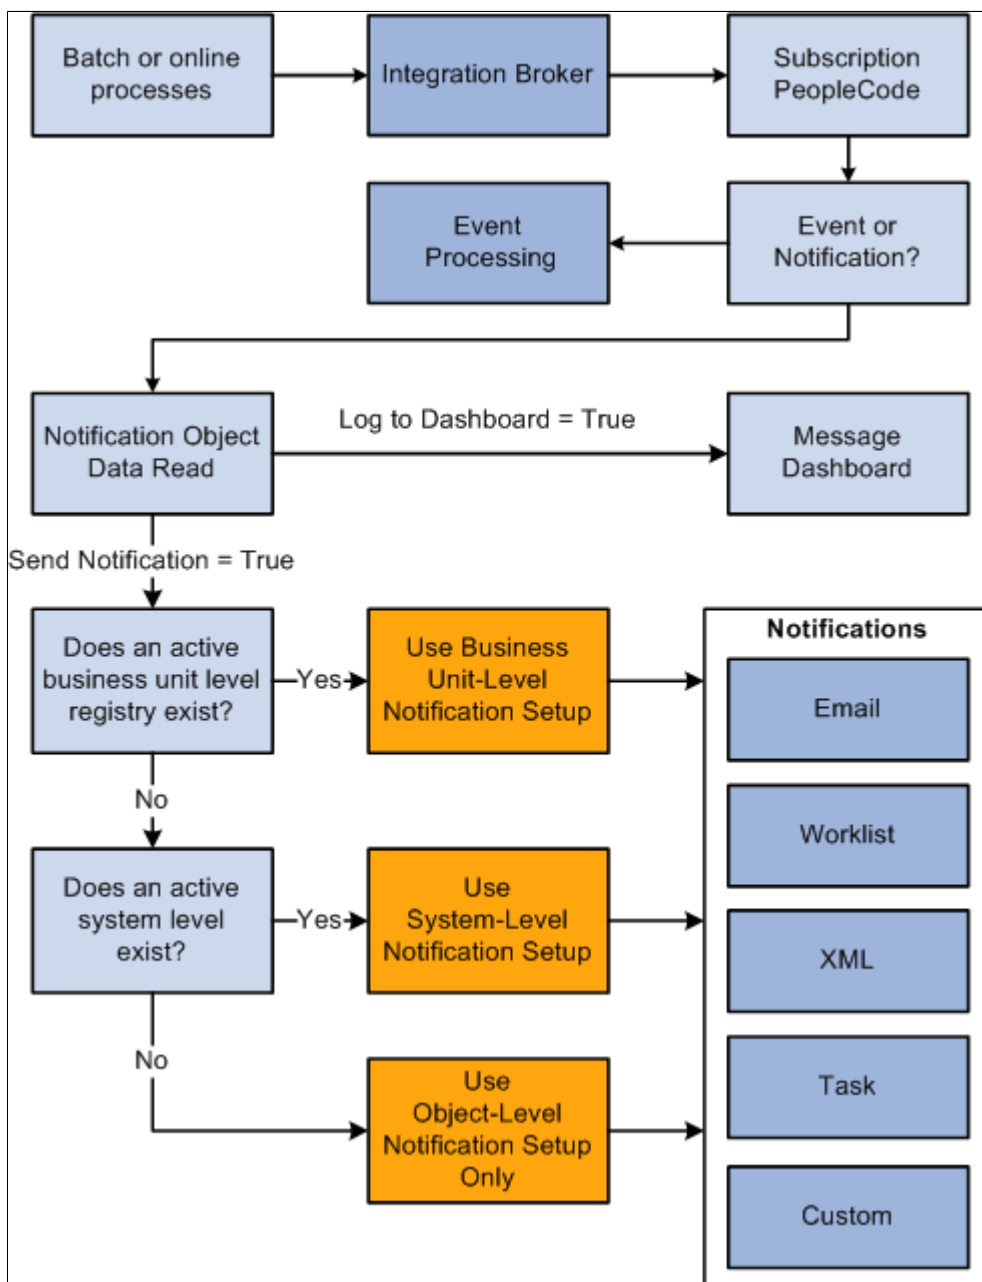 Batch or online
processes
Integration Broker
Subscription
PeopleCode
Event
Processing
Event or
Notification?
Notification Object
Data Read
Log to Dashboard = True
Message
Dashboard
Send Notification = True
Does an active
business unit level
registry exist?
Yes
Use Business
Unit-Level
Notification Setup
Notifications
Email
Worklist
XML
Task
Custom
No
Does an active
system level
exist?
Yes
Use
System-Level
Notification Setup
No
Use
Object-Level
Notification Setup
Only